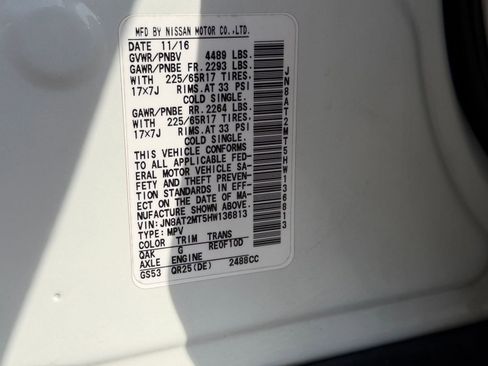 MFD BY NISSAN MOTOR CO.,LTD.
DATE 11/16
GVWR/PNBV 4489 LBS.
GAWR/PNBE FR. 2293 LBS.
WITH 225/65R17 TIRES,
17×7J RIMS,AT 33 PSI
COLD SINGLE.
GAWR/PNBE RR. 2264 LBS.
WITH 225/65R17 TIRES,
17×7J RIMS,AT 33 PSI
COLD SINGLE.
THIS VEHICLE CONFORMS
TO ALL APPLICABLE FED-
ERAL MOTOR VEHICLE SA-
FETY AND THEFT PREVEN-
TION STANDARDS IN EFF-
ECT ON THE DATE OF MA-
NUFACTURE SHOWN ABOVE.
VIN:JN8AT2MT5HW136813
TYPE:MPV
COLOR TRIM TRANS
QAK G RE0F10D
AXLE ENGINE
GS53 QR25(DE) 2488CC
JN8AT2MT5HW136813